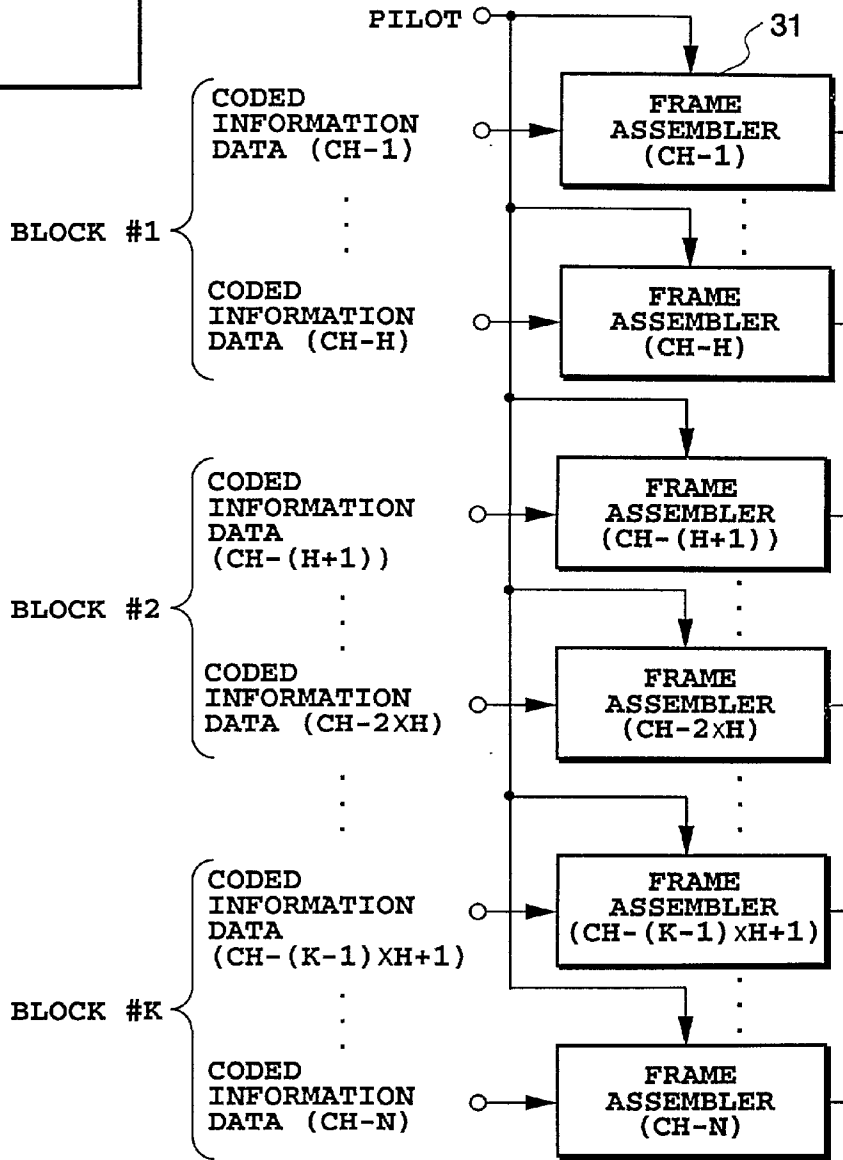 PILOT
31
CODED
INFORMATION
DATA (CH-1)
FRAME
ASSEMBLER
(CH-1)
BLOCK #1
CODED
INFORMATION
DATA (CH-H)
FRAME
ASSEMBLER
(CH-H)
CODED
INFORMATION
DATA
(CH-(H+1))
FRAME
ASSEMBLER
(CH-(H+1))
BLOCK #2
CODED
INFORMATION
DATA (CH-2XH)
FRAME
ASSEMBLER
(CH-2XH)
CODED
INFORMATION
DATA
(CH-(K-1)XH+1)
FRAME
ASSEMBLER
(CH-(K-1)XH+1)
BLOCK #K
CODED
INFORMATION
DATA (CH-N)
FRAME
ASSEMBLER
(CH-N)